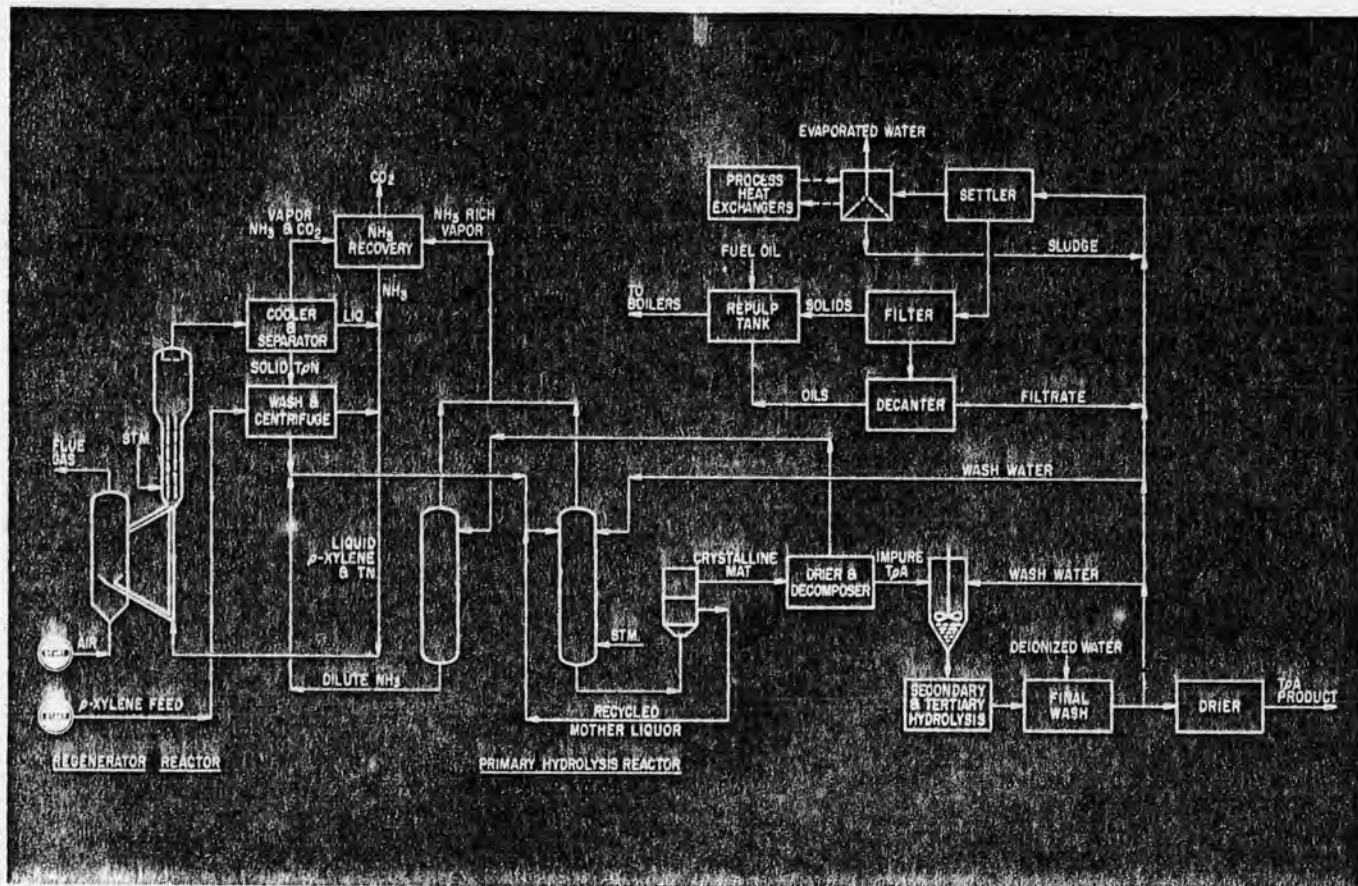 EVAPORATED WATER
PROCESS
HEAT
EXCHANGERS
SETTLER
SLUDGE
CO₂
VAPOR
NH₃ & CO₂
NH₃
RECOVERY
NH₃ RICH
VAPOR
NH₃
FUEL OIL
TO
BOILERS
REPULP
TANK
SOLIDS
FILTER
COOLER
&
SEPARATOR
LIQ.
SOLID TpN
WASH &
CENTRIFUGE
OILS
DECANTER
FILTRATE
STM.
FLUE
GAS
WASH WATER
LIQUID
p-XYLENE
& TN
CRYSTALLINE
MAT
DRIER &
DECOMPOSER
IMPURE
TpA
WASH WATER
STM.
DEIONIZED WATER
START
AIR
DILUTE NH₃
START
p-XYLENE FEED
RECYCLED
MOTHER LIQUOR
SECONDARY
& TERTIARY
HYDROLYSIS
FINAL
WASH
DRIER
TpA
PRODUCT
REGENERATOR
REACTOR
PRIMARY HYDROLYSIS REACTOR